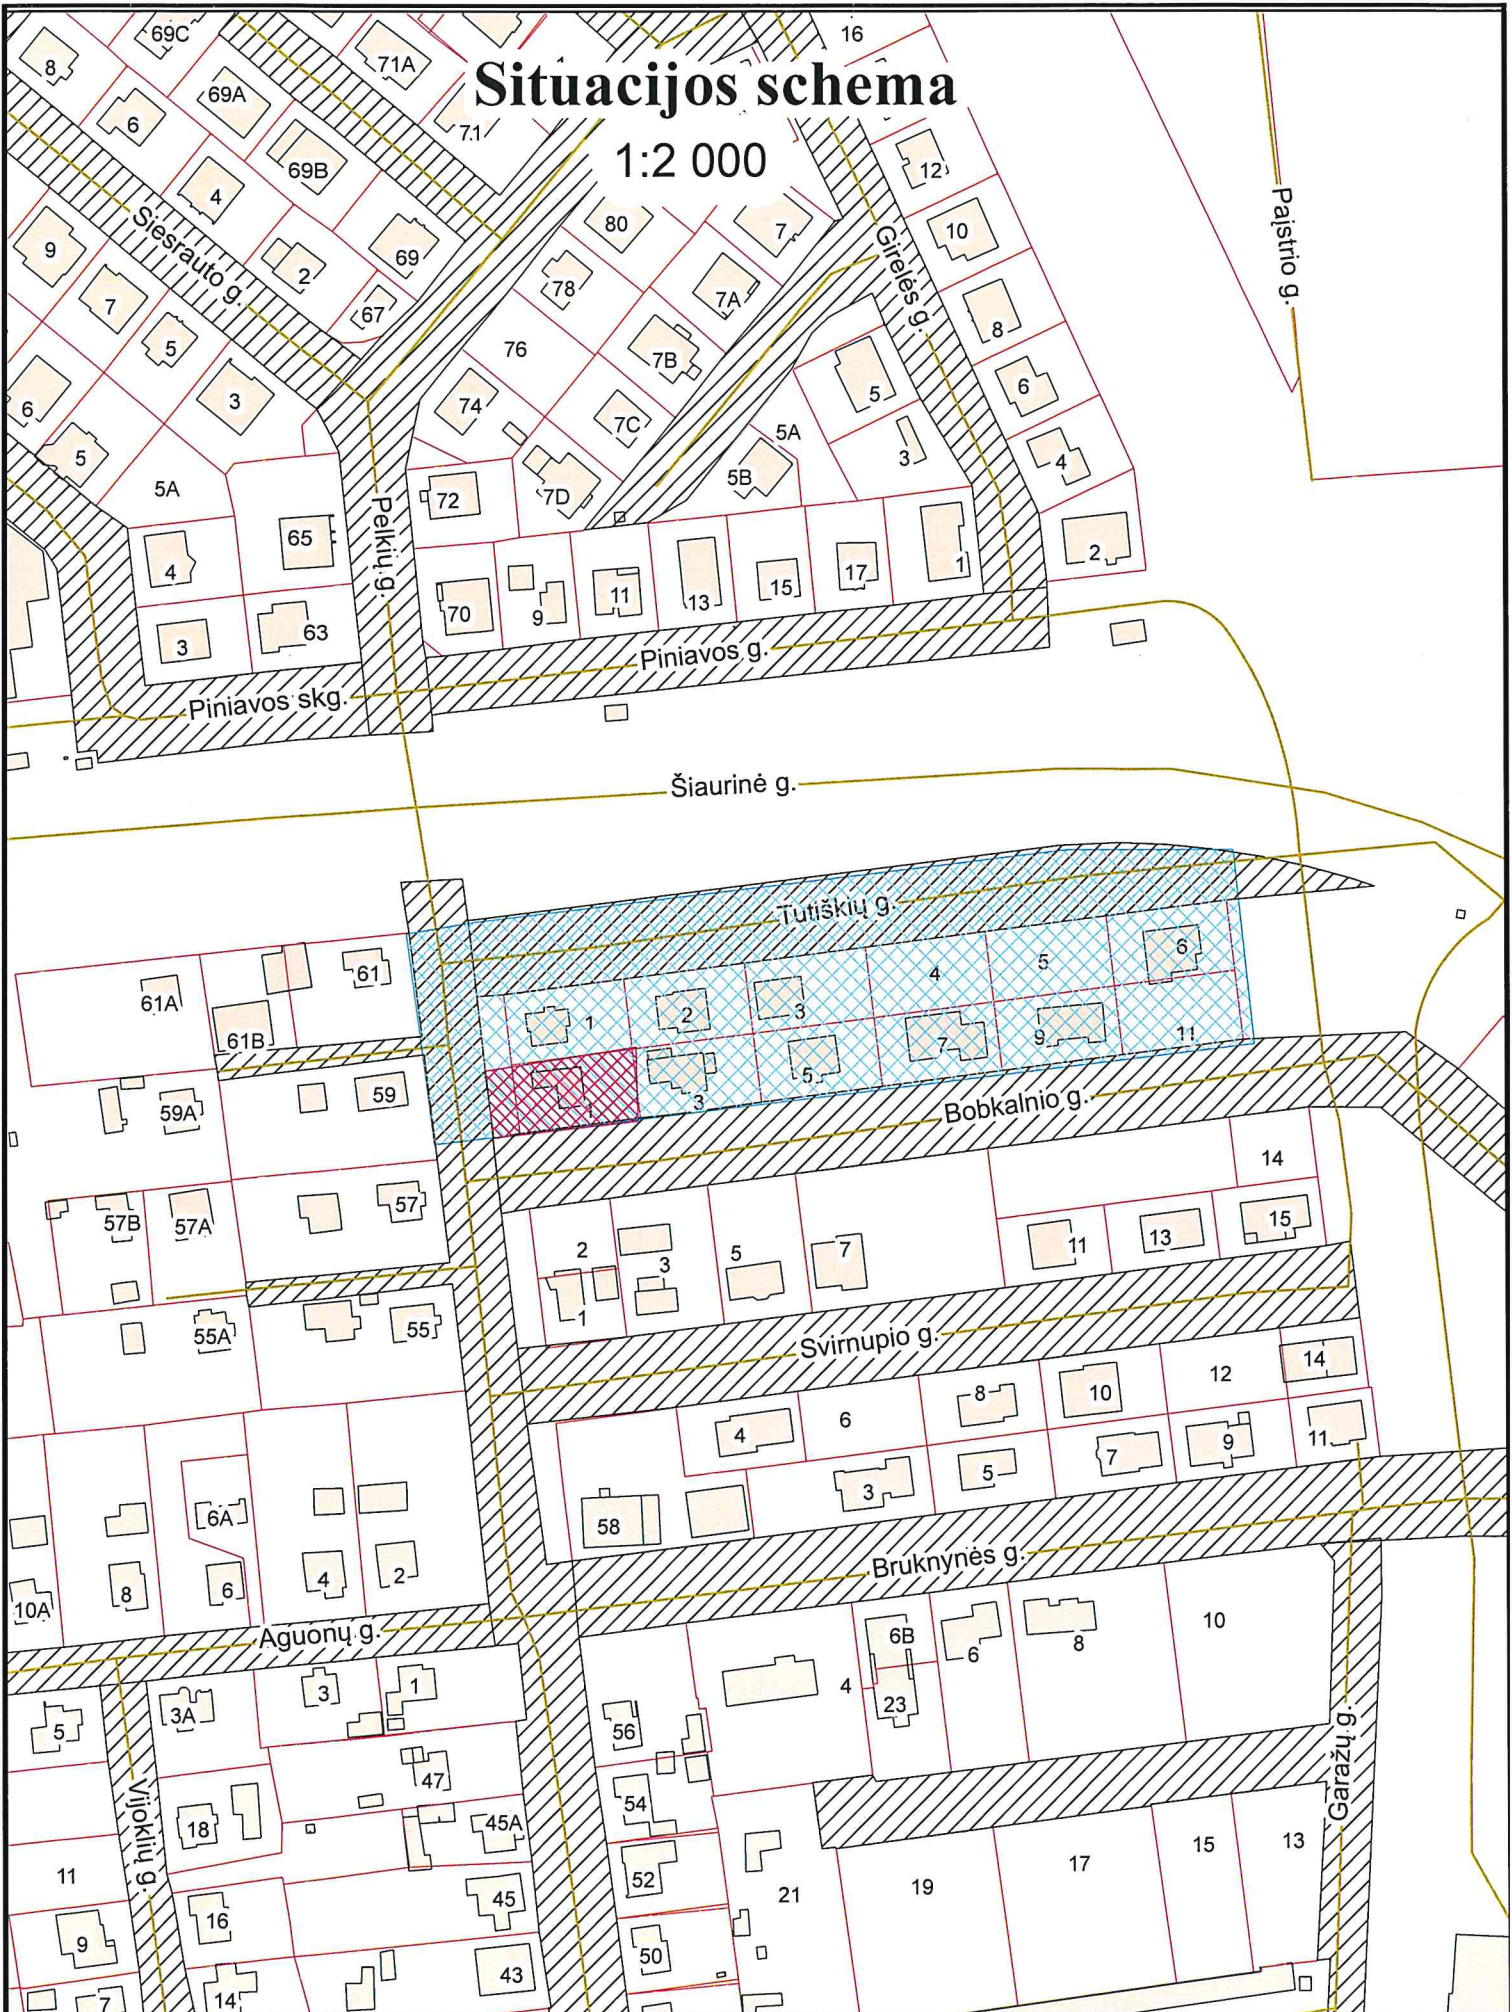 69C
16
8
71A
Situacijos schema
69A
6
71
1:2 000
12
69B
4
Siesrauto g.
80
7
10
Girelės g.
Paįstrio g.
9
69
2
78
7A
7
67
8
5
76
7B
6
3
74
5
6
7C
5A
3
4
5
5B
5A
72
7D
Pelkių g.
65
2
4
17
1
15
11
13
70
9
63
3
Piniavos g.
Piniavos skg.
Šiaurinė g.
Tutiškių g.
6
61
5
4
61A
3
2
1
61B
11
9
7
5
59
3
1
Bobkalnio g.
59A
14
57
57B
57A
15
13
11
2
5
7
3
1
55A
55
Svirnupio g.
14
12
10
8
6
4
11
9
7
5
3
58
6A
Bruknynės g.
2
4
6
8
10A
Aguonų g.
10
6B
8
6
4
23
1
3
3A
5
56
Garažų g.
47
54
Vijoklių g.
18
45A
13
15
17
11
52
19
21
45
16
9
50
43
14
7